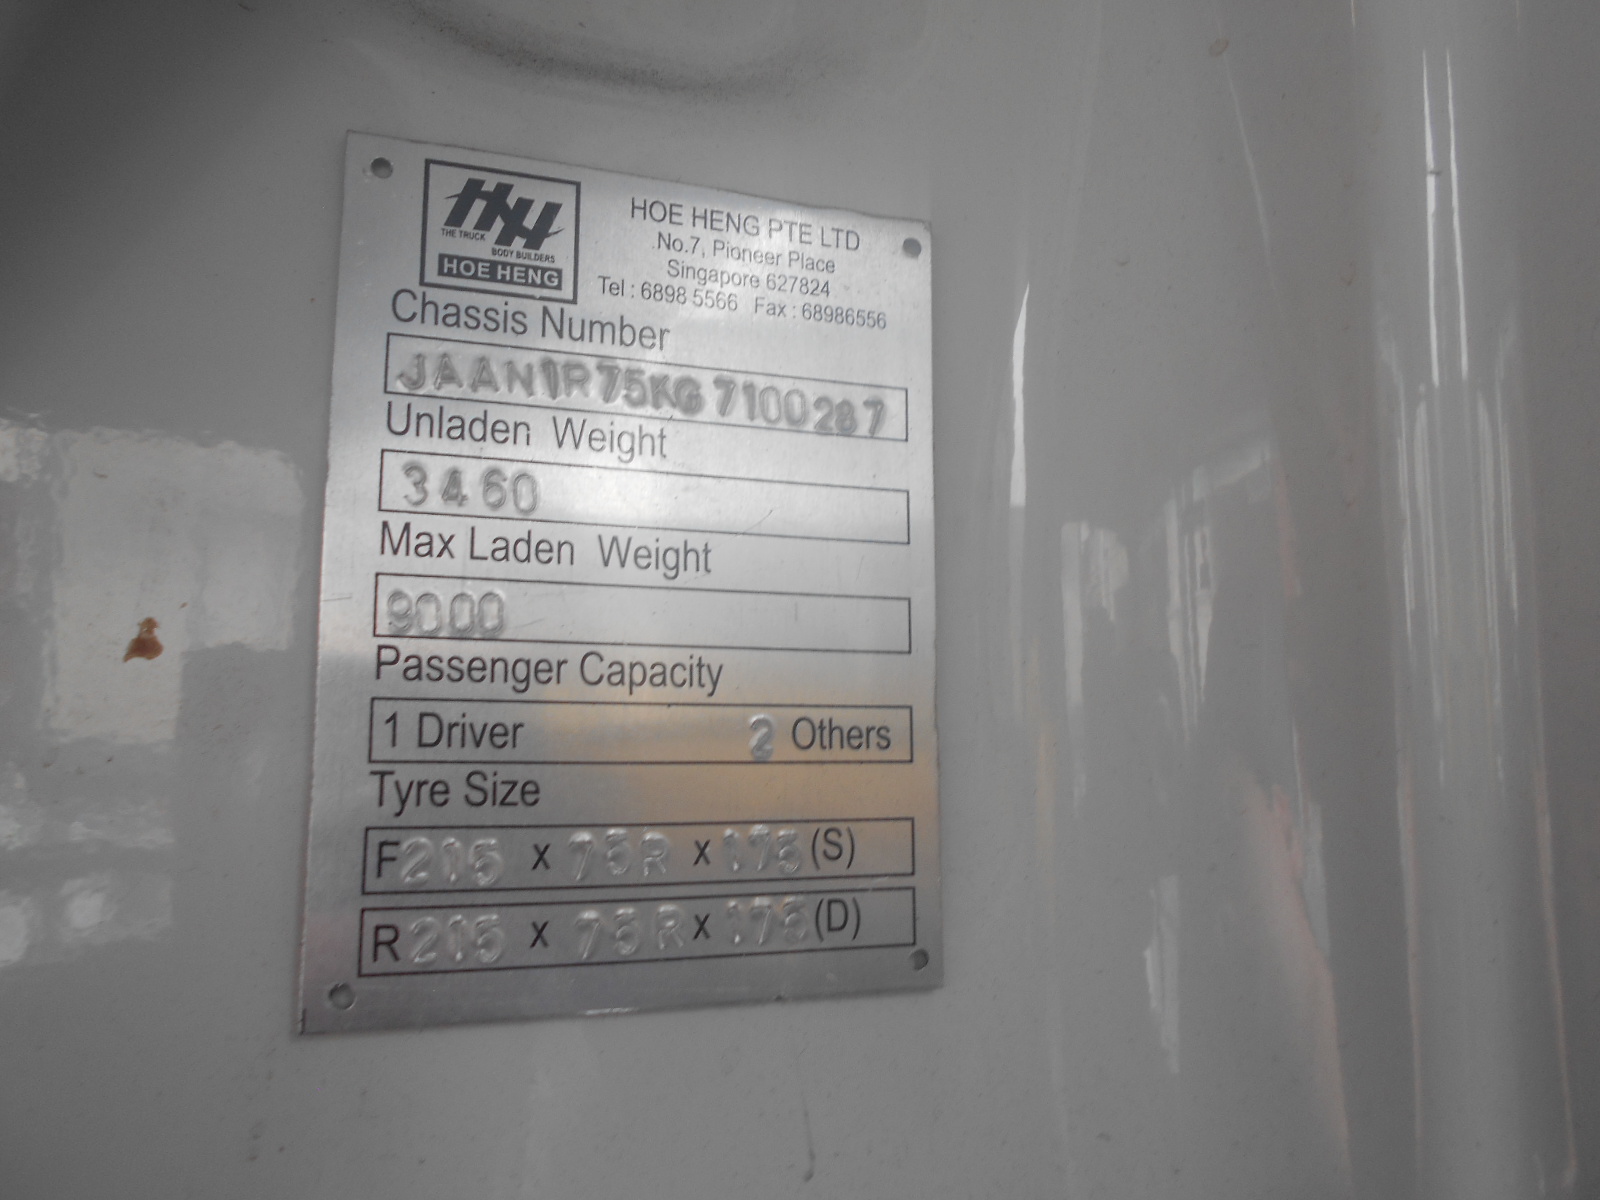 HH
THE TRUCK
BODY BUILDERS
HOE HENG
HOE HENG PTE LTD
No.7, Pioneer Place
Singapore 627824
Tel : 6898 5566 Fax : 68986556
Chassis Number
JAAN1R75KG7100287
Unladen Weight
3460
Max Laden Weight
9000
Passenger Capacity
1 Driver 2 Others
Tyre Size
F 215 x 75R x 17.5 (S)
R 215 x 75R x 17.5 (D)